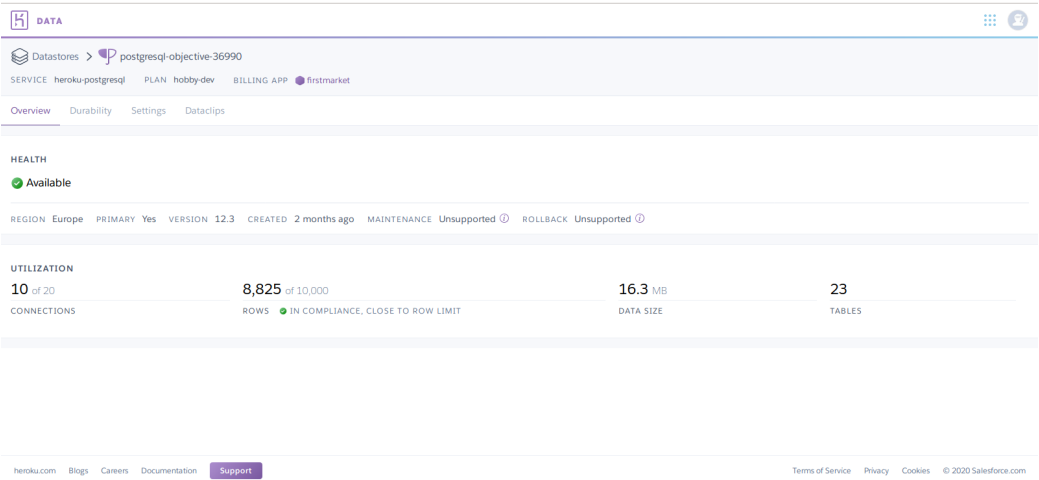 DATA
Datastores > postgresql-objective-36990
SERVICE heroku-postgresql PLAN hobby-dev BILLING APP firstmarket
Overview Durability Settings Dataclips
HEALTH
Available
REGION Europe PRIMARY Yes VERSION 12.3 CREATED 2 months ago MAINTENANCE Unsupported ROLLBACK Unsupported
UTILIZATION
10 of 20 8,825 of 10,000 16.3 MB 23
CONNECTIONS ROWS IN COMPLIANCE, CLOSE TO ROW LIMIT DATA SIZE TABLES
heroku.com Blogs Careers Documentation Support Terms of Service Privacy Cookies © 2020 Salesforce.com